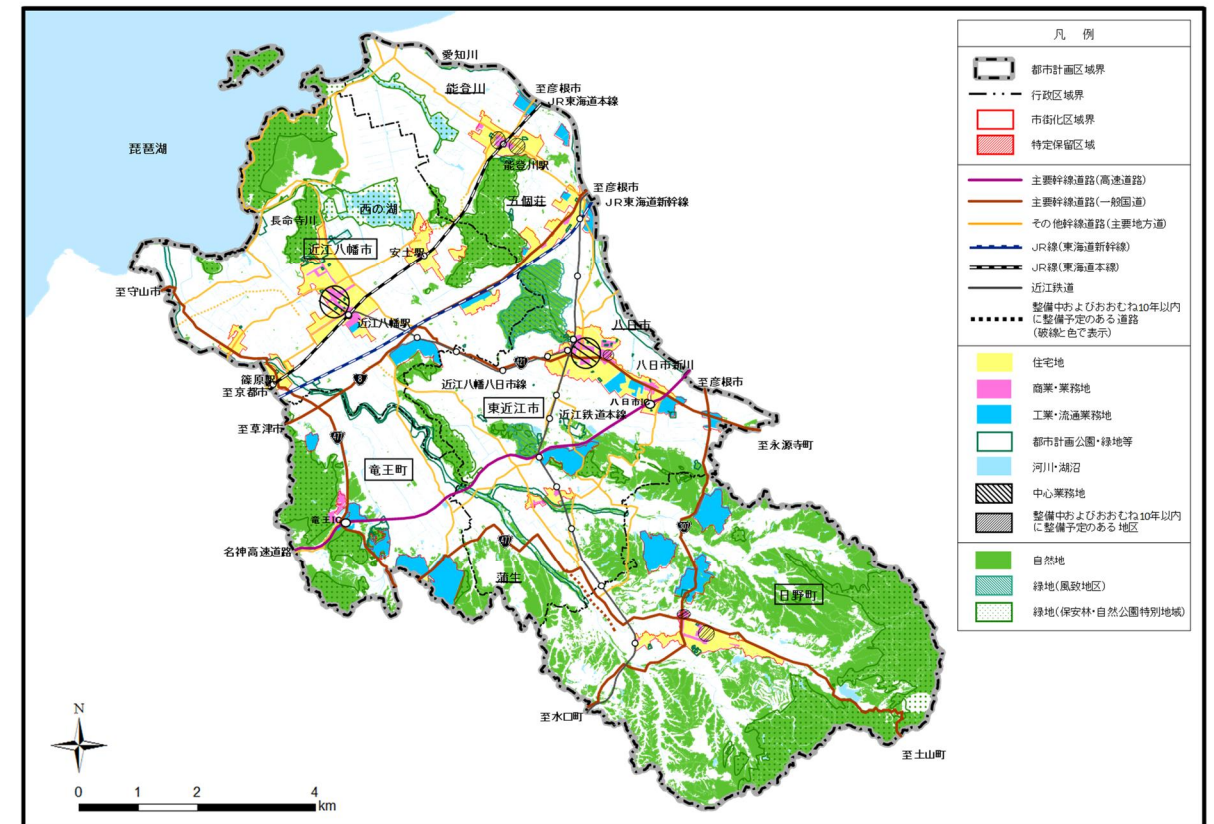 愛知川
能登川
至彦根市
JR東海道本線
琵琶湖
能登川駅
至彦根市
JR東海道新幹線
五個荘
西の湖
長命寺川
近江八幡市
安土駅
至守山市
近江八幡駅
八日市
421
八日市新川
篠原駅
至京都市
8
近江八幡八日市線
至彦根市
八日市IC
東近江市
近江鉄道本線
至草津市
477
至永源寺町
竜王町
竜王IC
307
名神高速道路
477
蒲生
日野町
至水口町
至土山町
N
0 1 2 4
km
凡 例
都市計画区域界
行政区域界
市街化区域界
特定保留区域
主要幹線道路(高速道路)
主要幹線道路(一般国道)
その他幹線道路(主要地方道)
JR線(東海道新幹線)
JR線(東海道本線)
近江鉄道
整備中およびおおむね10年以内
に整備予定のある道路
(破線と色で表示)
住宅地
商業・業務地
工業・流通業務地
都市計画公園・緑地等
河川・湖沼
中心業務地
整備中およびおおむね10年以内
に整備予定のある地区
自然地
緑地(風致地区)
緑地(保安林・自然公園特別地域)